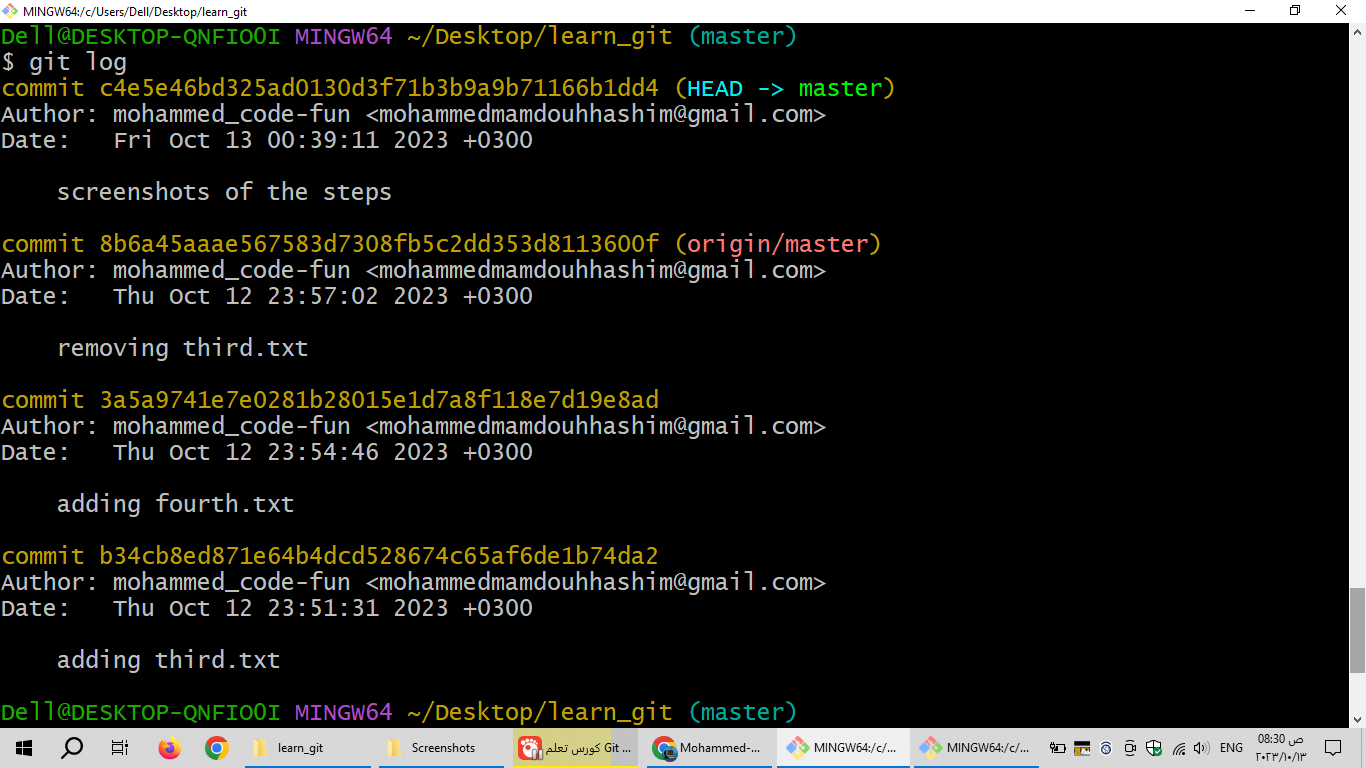 MINGW64:/c/Users/Dell/Desktop/learn_git
Dell@DESKTOP-QNFIO0I MINGW64 ~/Desktop/learn_git (master)
$ git log
commit c4e5e46bd325ad0130d3f71b3b9a9b71166b1dd4 (HEAD -> master)
Author: mohammed_code-fun <mohammedmamdouhhashim@gmail.com>
Date:   Fri Oct 13 00:39:11 2023 +0300
screenshots of the steps
commit 8b6a45aaae567583d7308fb5c2dd353d8113600f (origin/master)
Author: mohammed_code-fun <mohammedmamdouhhashim@gmail.com>
Date:   Thu Oct 12 23:57:02 2023 +0300
removing third.txt
commit 3a5a9741e7e0281b28015e1d7a8f118e7d19e8ad
Author: mohammed_code-fun <mohammedmamdouhhashim@gmail.com>
Date:   Thu Oct 12 23:54:46 2023 +0300
adding fourth.txt
commit b34cb8ed871e64b4dcd528674c65af6de1b74da2
Author: mohammed_code-fun <mohammedmamdouhhashim@gmail.com>
Date:   Thu Oct 12 23:51:31 2023 +0300
adding third.txt
Dell@DESKTOP-QNFIO0I MINGW64 ~/Desktop/learn_git (master)
learn_git
Screenshots
كورس تعلم Git ...
Mohammed-...
MINGW64:/c/...
MINGW64:/c/...
ENG
08:30 ص
٢٠٢٣/١٠/١٣